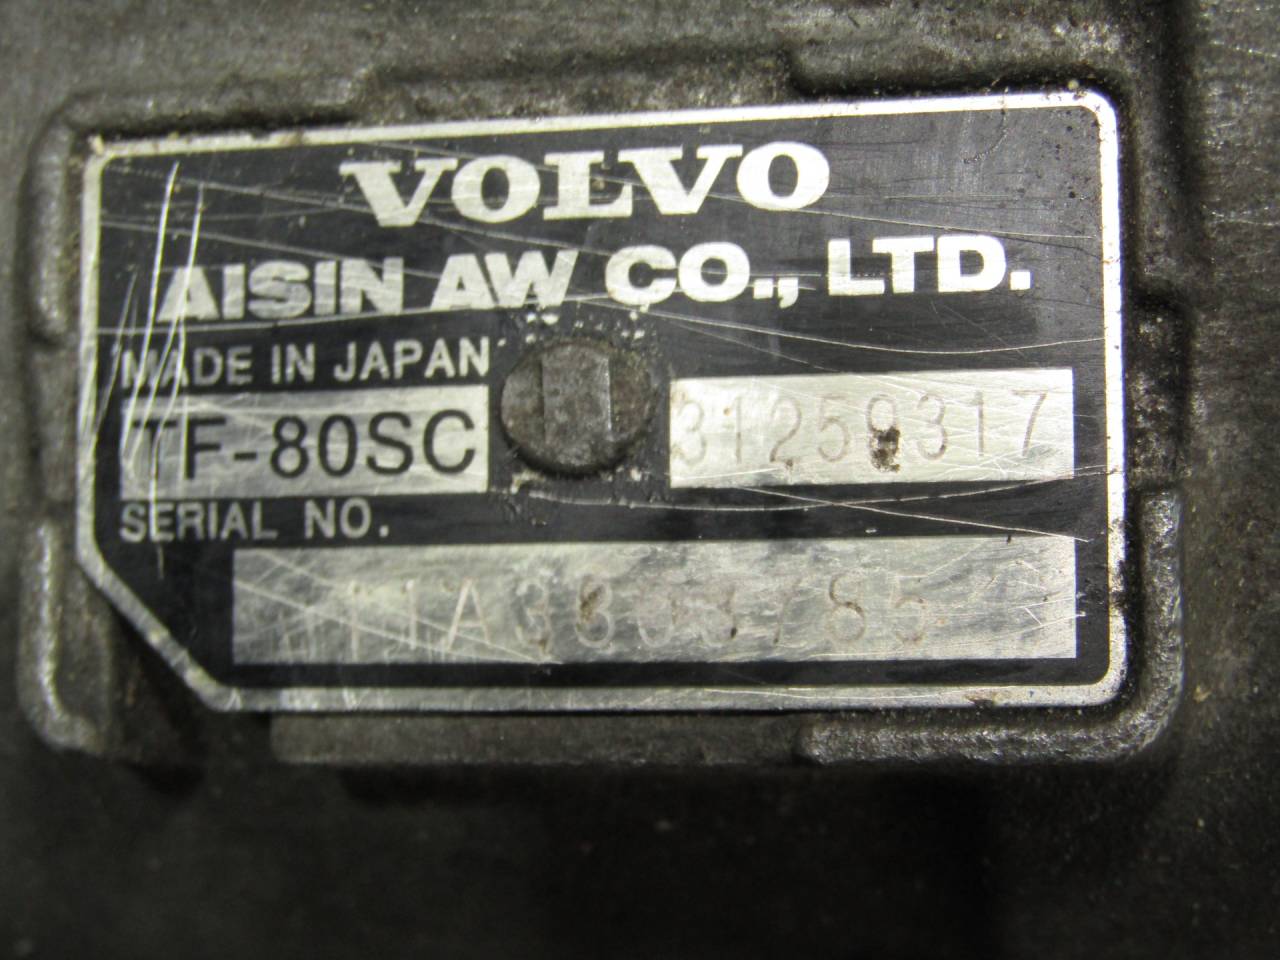 VOLVO
AISIN AW CO., LTD.
MADE IN JAPAN
TF-80SC 31259317
SERIAL NO.